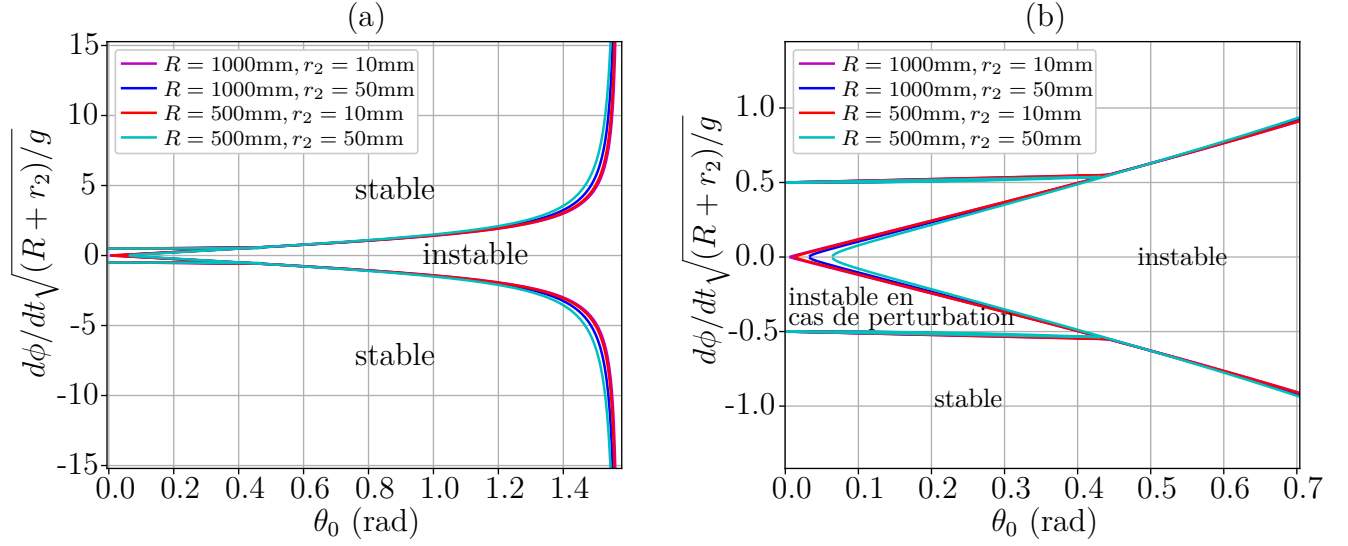 (a)
R = 1000mm, r₂ = 10mm
R = 1000mm, r₂ = 50mm
R = 500mm, r₂ = 10mm
R = 500mm, r₂ = 50mm
stable
instable
stable
15
10
5
0
-5
-10
-15
0.0 0.2 0.4 0.6 0.8 1.0 1.2 1.4
dϕ/dt√(R + r₂)/g
θ₀ (rad)
(b)
R = 1000mm, r₂ = 10mm
R = 1000mm, r₂ = 50mm
R = 500mm, r₂ = 10mm
R = 500mm, r₂ = 50mm
instable
instable en
cas de perturbation
stable
1.0
0.5
0.0
-0.5
-1.0
0.0 0.1 0.2 0.3 0.4 0.5 0.6 0.7
dϕ/dt√(R + r₂)/g
θ₀ (rad)